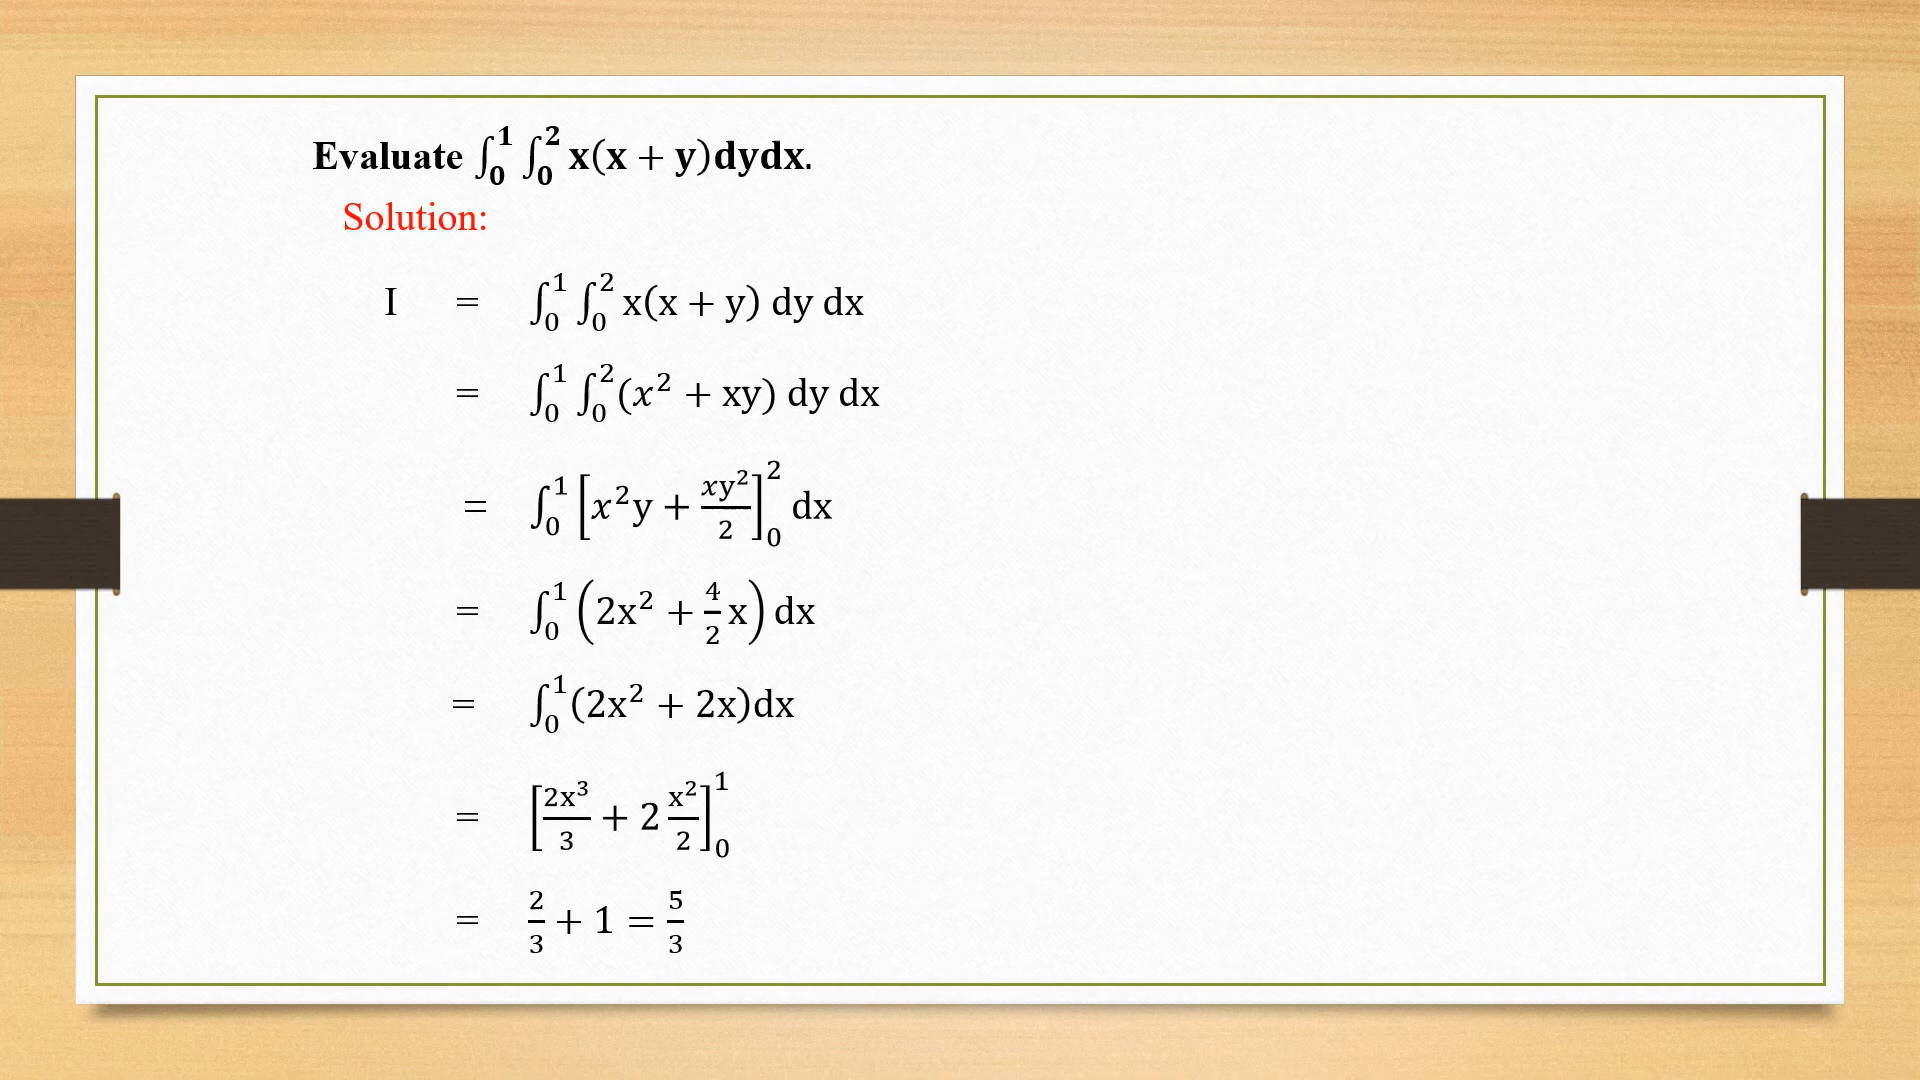 Evaluate ∫₀¹ ∫₀² x(x + y)dydx.
Solution:
I = ∫₀¹ ∫₀² x(x + y) dy dx
= ∫₀¹ ∫₀² (x² + xy) dy dx
= ∫₀¹ [x²y + xy²/2]₀² dx
= ∫₀¹ (2x² + 4/2 x) dx
= ∫₀¹ (2x² + 2x)dx
= [2x³/3 + 2 x²/2]₀¹
= 2/3 + 1 = 5/3